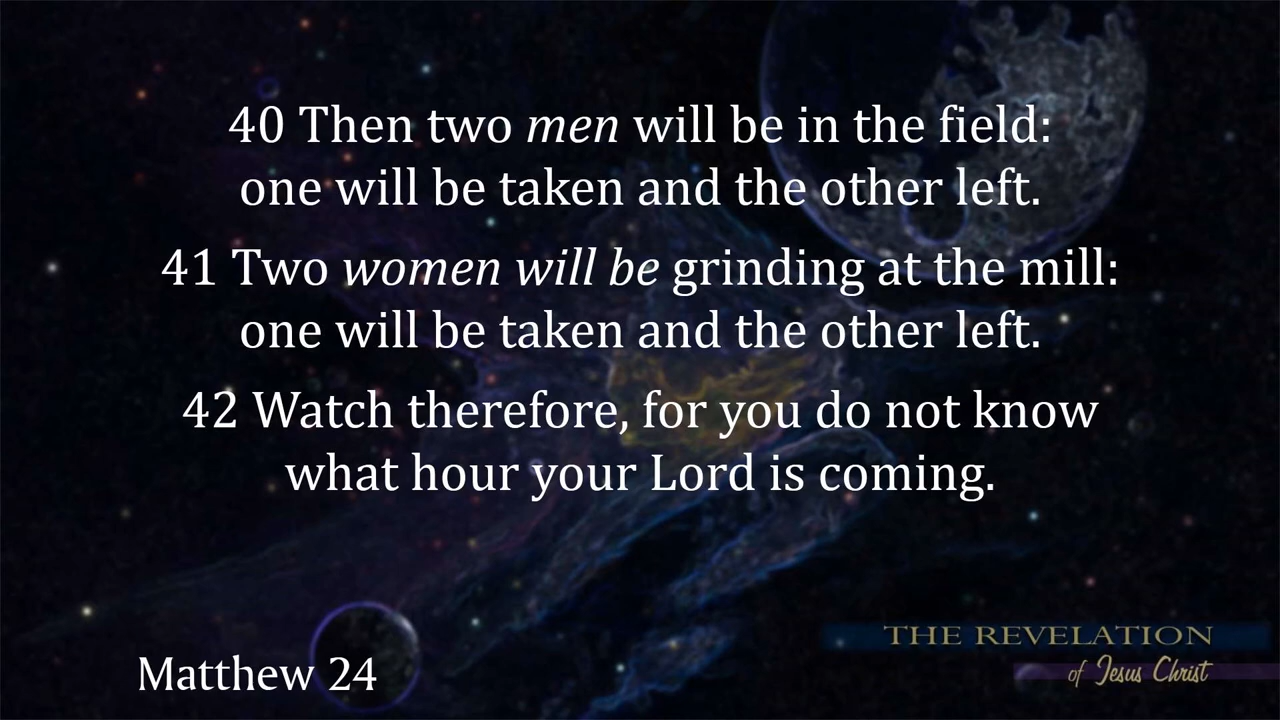 40 Then two men will be in the field:
one will be taken and the other left.
41 Two women will be grinding at the mill:
one will be taken and the other left.
42 Watch therefore, for you do not know
what hour your Lord is coming.
Matthew 24
THE REVELATION
of Jesus Christ